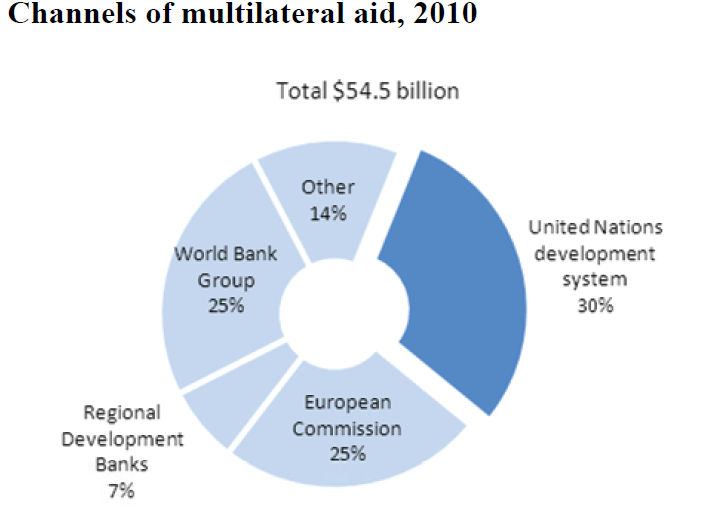 Channels of multilateral aid, 2010
Total $54.5 billion
Other
14%
United Nations
development
system
30%
World Bank
Group
25%
European
Commission
25%
Regional
Development
Banks
7%